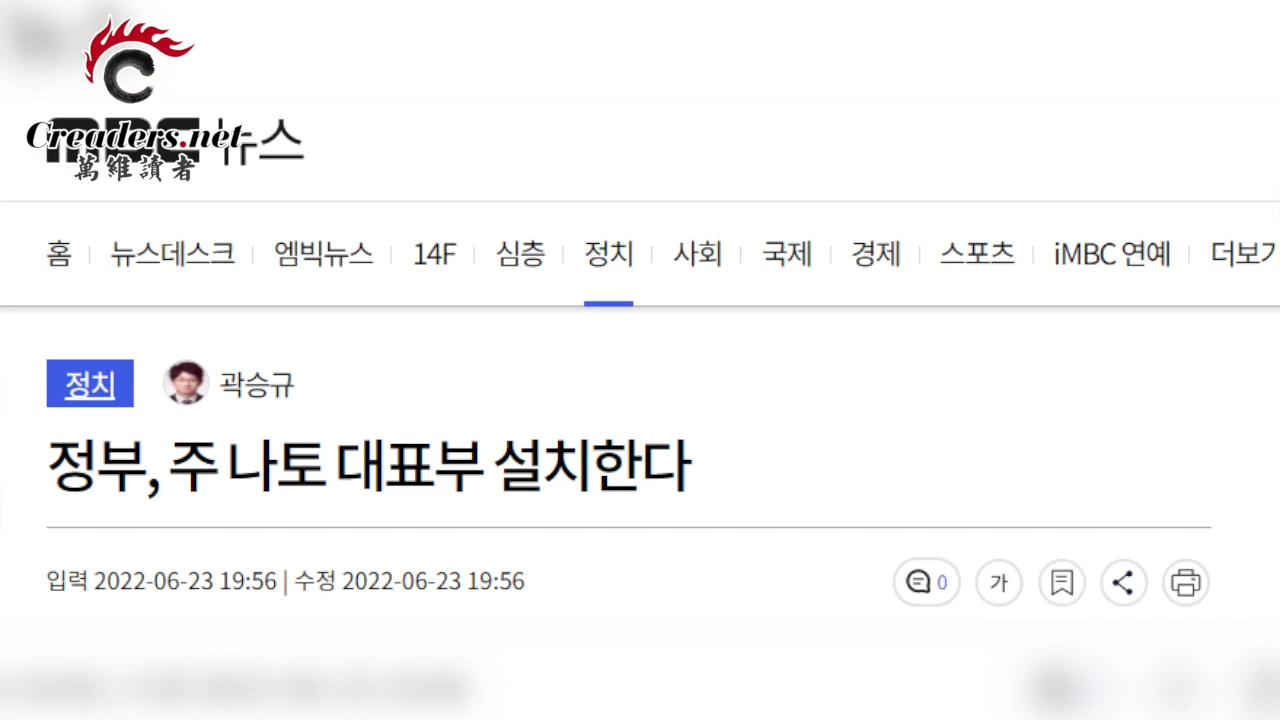 Creaders.net
萬維讀者
MBC 뉴스
홈 뉴스데스크 엠빅뉴스 14F 심층 정치 사회 국제 경제 스포츠 iMBC 연예 더보기
정치 곽승규
정부, 주 나토 대표부 설치한다
입력 2022-06-23 19:56 | 수정 2022-06-23 19:56 0 가